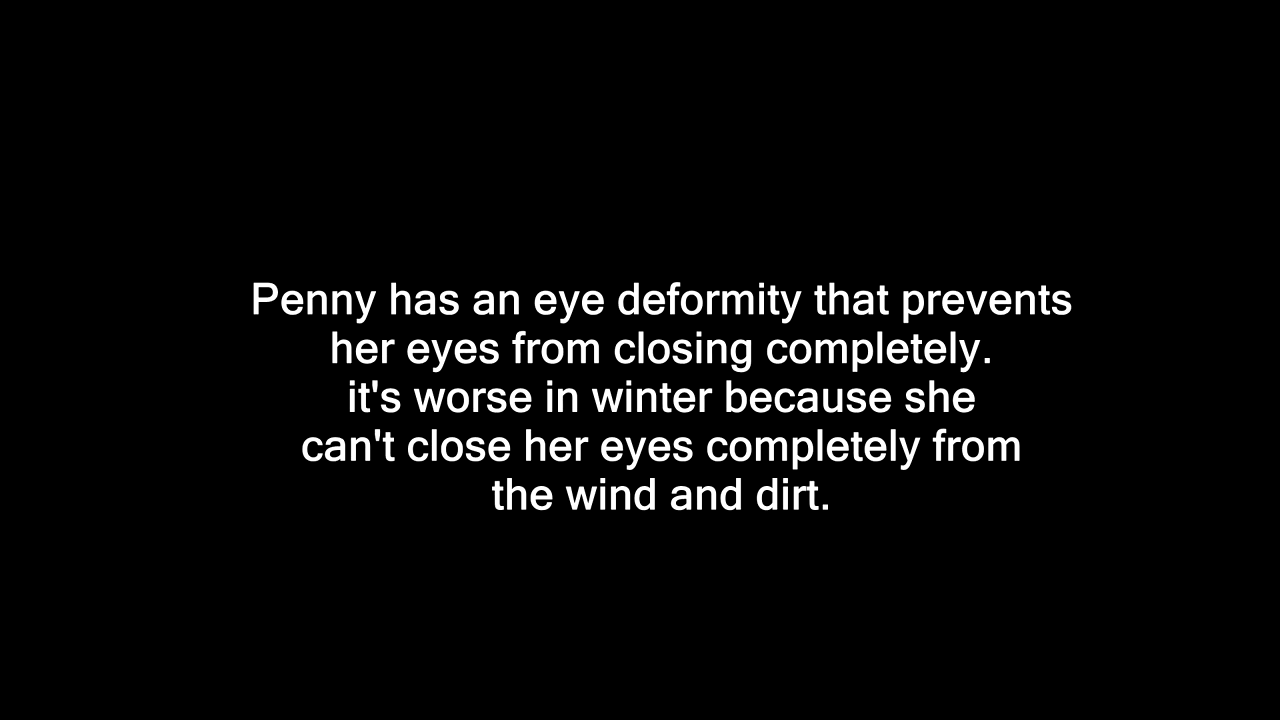 Penny has an eye deformity that prevents
her eyes from closing completely.
it's worse in winter because she
can't close her eyes completely from
the wind and dirt.